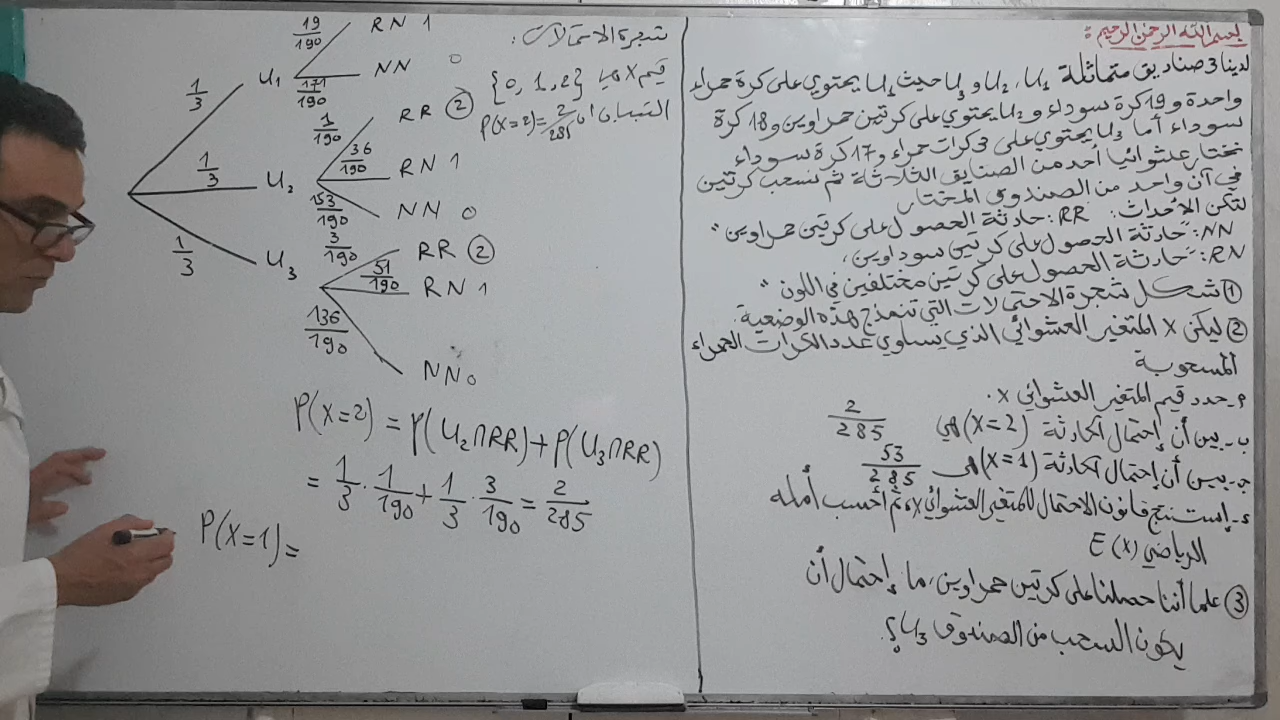 بسم الله الرحمن الرحيم :
لدينا 3 صناديق متماثلة U₁ ، U₂ و U₃ حيث U₁ يحتوي على كرة حمراء
واحدة و 19 كرة سوداء و U₂ يحتوي على كرتين حمراوين و 18 كرة
سوداء أما U₃ يحتوي على 3 كرات حمراء و 17 كرة سوداء
نختار عشوائيا أحد من الصنايق الثلاثة ثم نسحب كرتين
في آن واحد من الصندوق المختار
لتكن الأحداث: RR: حادثة الحصول على كرتين حمراوين"
NN: حادثة الحصول على كرتين سوداوين،
RN: حادثة الحصول على كرتين مختلفين في اللون"
① شكل شجرة الاحتمالات التي تنمذج هذه الوضعية.
② ليكن X المتغير العشوائي الذي يساوي عدد الكرات الحمراء
المسحوبة
أ- حدد قيم المتغير العشوائي X.
ب- بين أن إحتمال الحادثة (X=2) هي 2/285
ج- بين أن إحتمال الحادثة (X=1) هي 53/285
د- إستنتج قانون الاحتمال للمتغير العشوائي X، ثم أحسب أمله
الرياضي E(X)
③ علما أننا حصلنا على كرتين حمراوين، ما إحتمال أن
يكون السحب من الصندوق U₃؟
شجرة الاحتمالات:
قيم X هي {0, 1, 2}
P(X=2)=2/285
19/190 RN 1
1/3 U₁
171/190 NN 0
1/190 RR ②
1/3 U₂ 36/190 RN 1
153/190 NN 0
3/190 RR ②
1/3 U₃ 51/190 RN 1
136/190 NN 0
P(X=2) = P(U₂∩RR)+P(U₃∩RR)
= 1/3 · 1/190 + 1/3 · 3/190 = 2/285
P(X=1) =